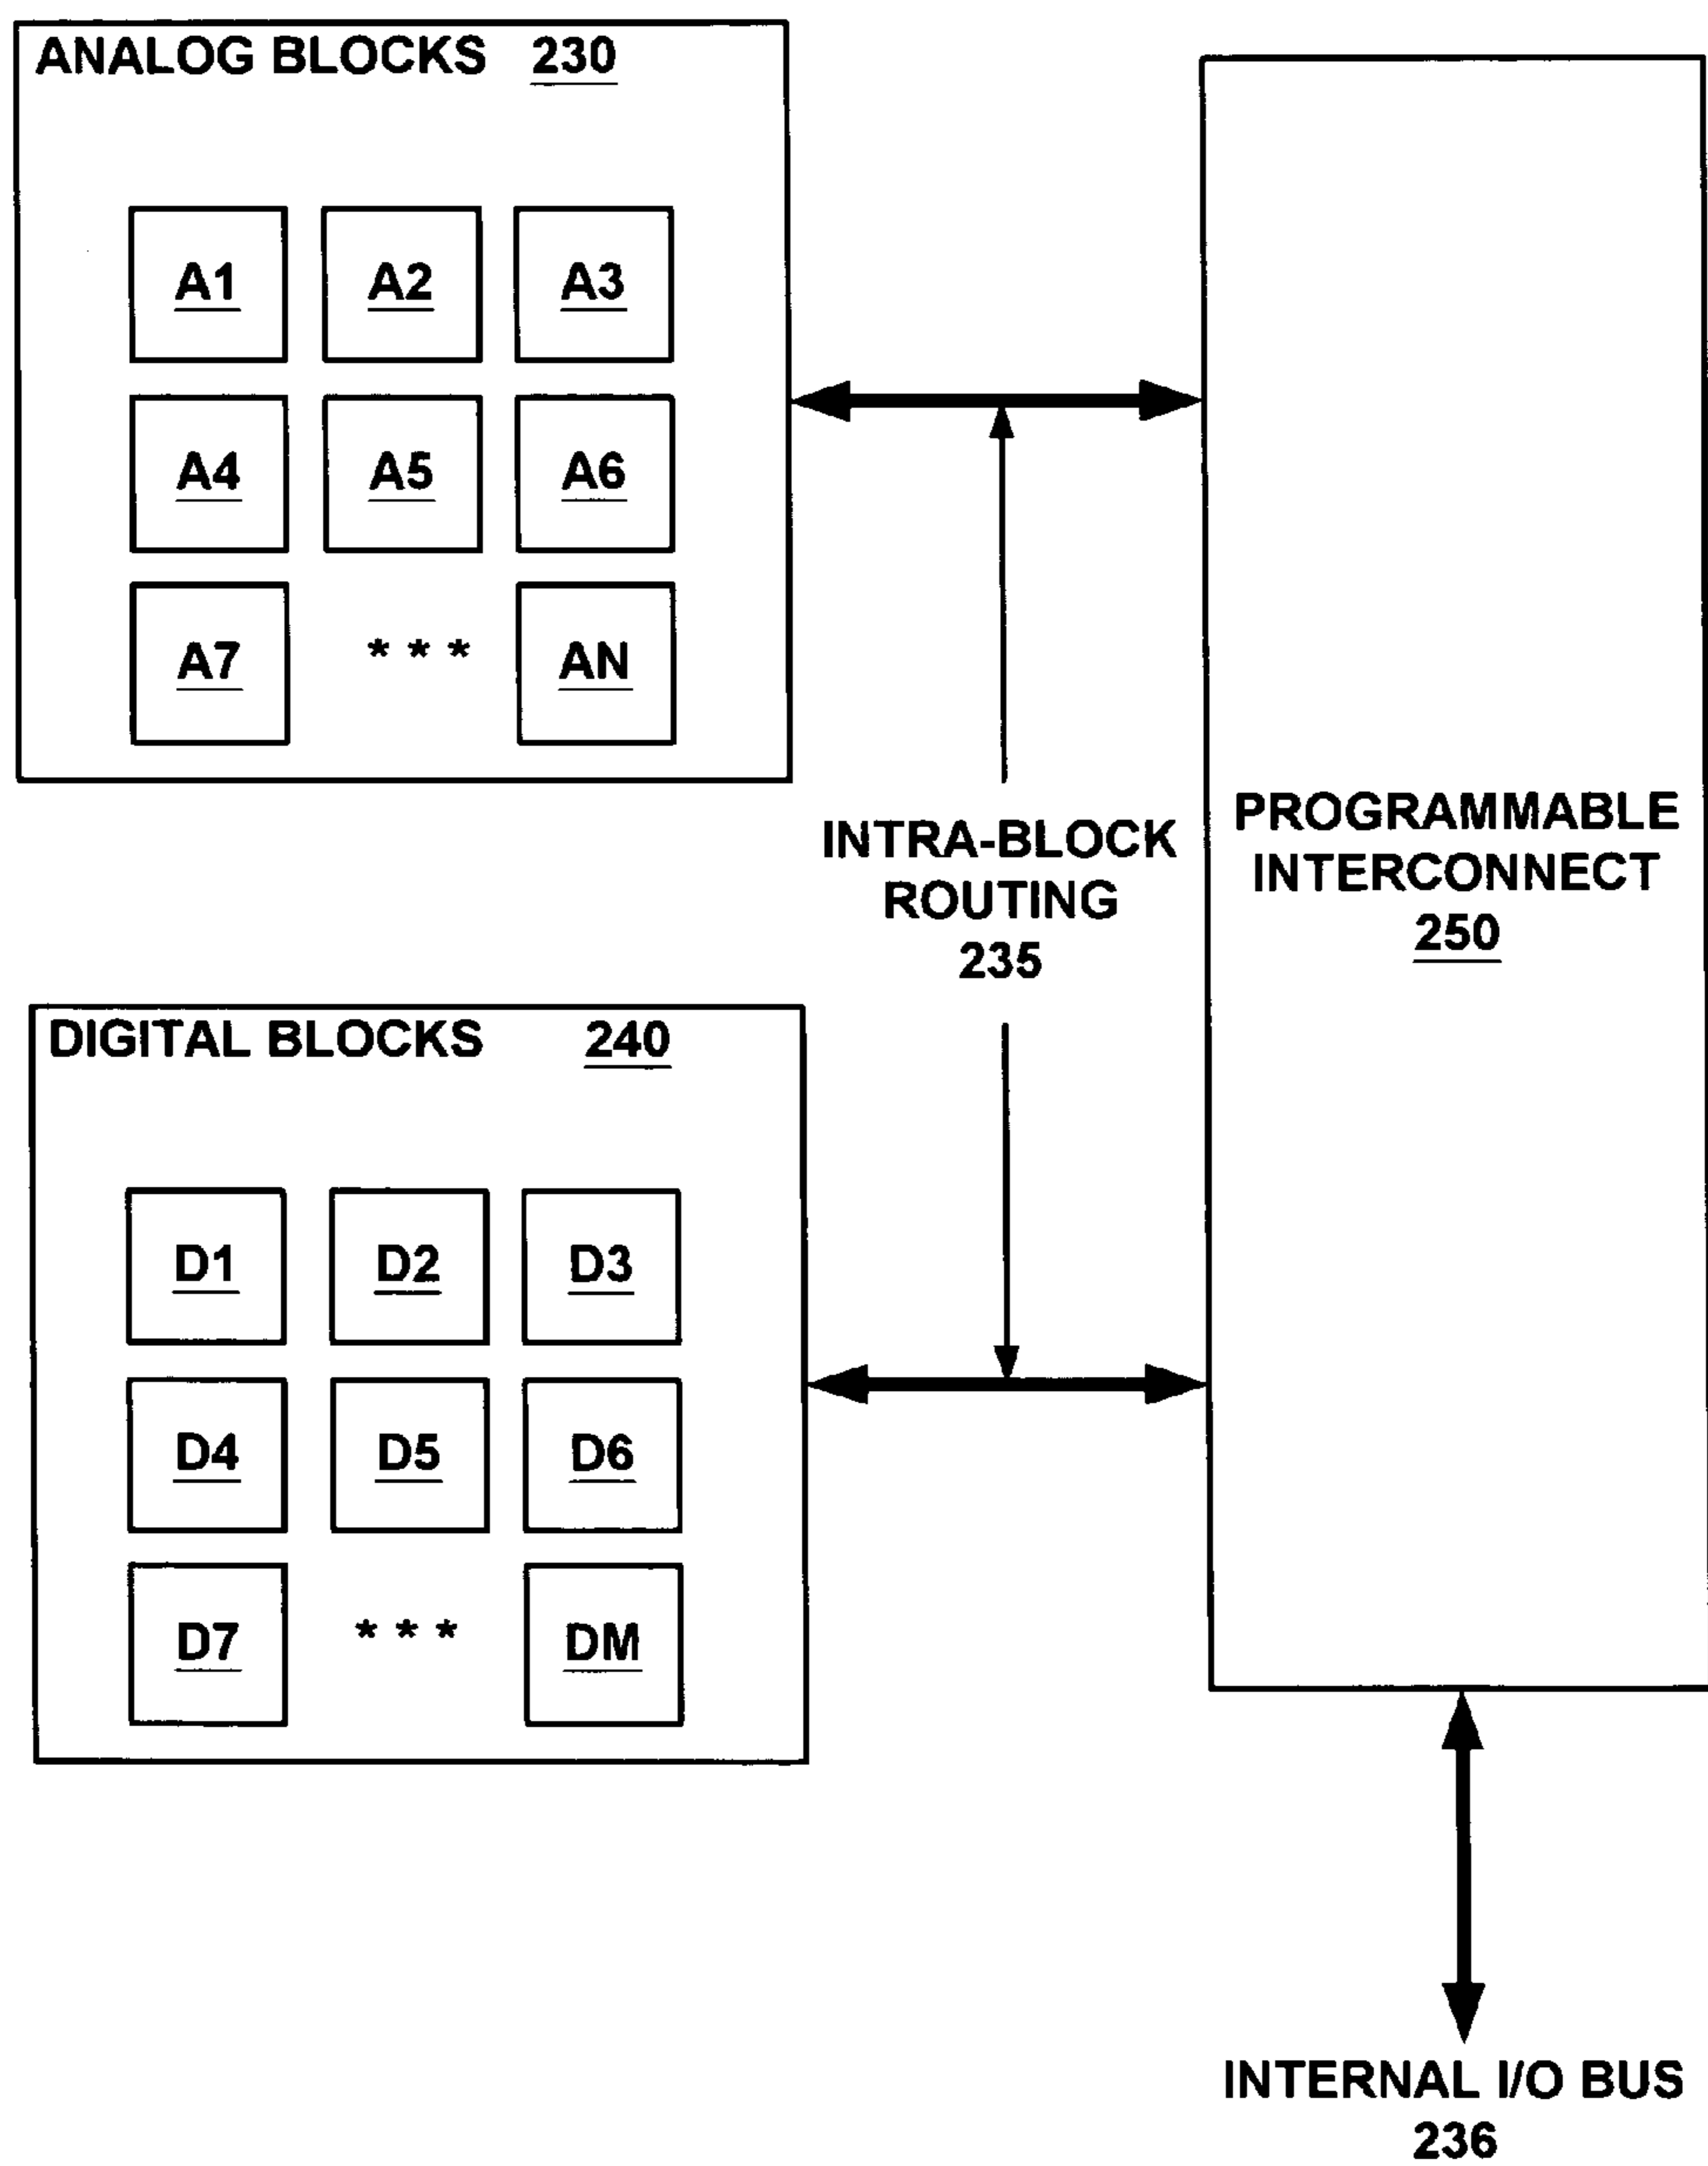 ANALOG BLOCKS 230
A1 A2 A3
A4 A5 A6
A7 * * * AN
INTRA-BLOCK
ROUTING
235
PROGRAMMABLE
INTERCONNECT
250
DIGITAL BLOCKS 240
D1 D2 D3
D4 D5 D6
D7 * * * DM
INTERNAL I/O BUS
236